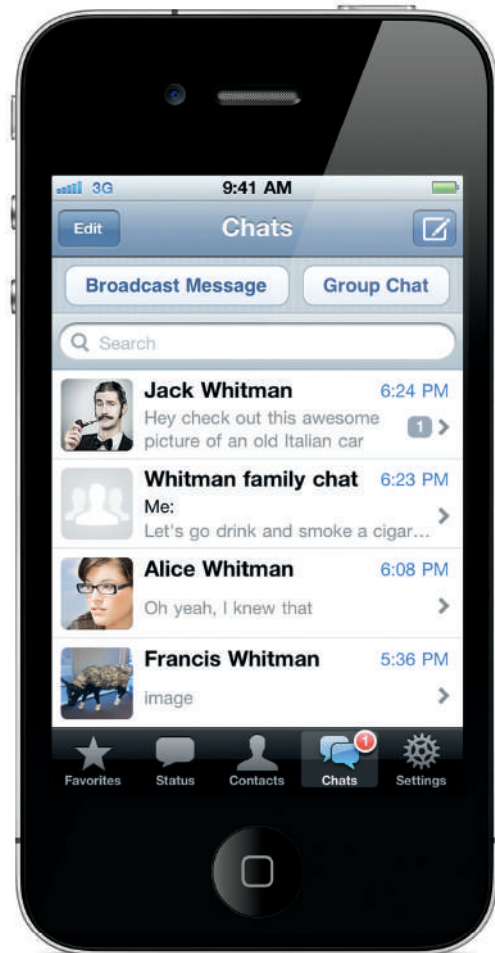 3G 9:41 AM
Edit Chats
Broadcast Message Group Chat
Search
Jack Whitman 6:24 PM
Hey check out this awesome
picture of an old Italian car 1
Whitman family chat 6:23 PM
Me:
Let's go drink and smoke a cigar...
Alice Whitman 6:08 PM
Oh yeah, I knew that
Francis Whitman 5:36 PM
image
1
Favorites Status Contacts Chats Settings